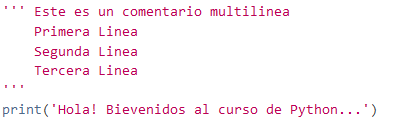 ''' Este es un comentario multilinea
    Primera Linea
    Segunda Linea
    Tercera Linea
'''
print('Hola! Bievenidos al curso de Python...')